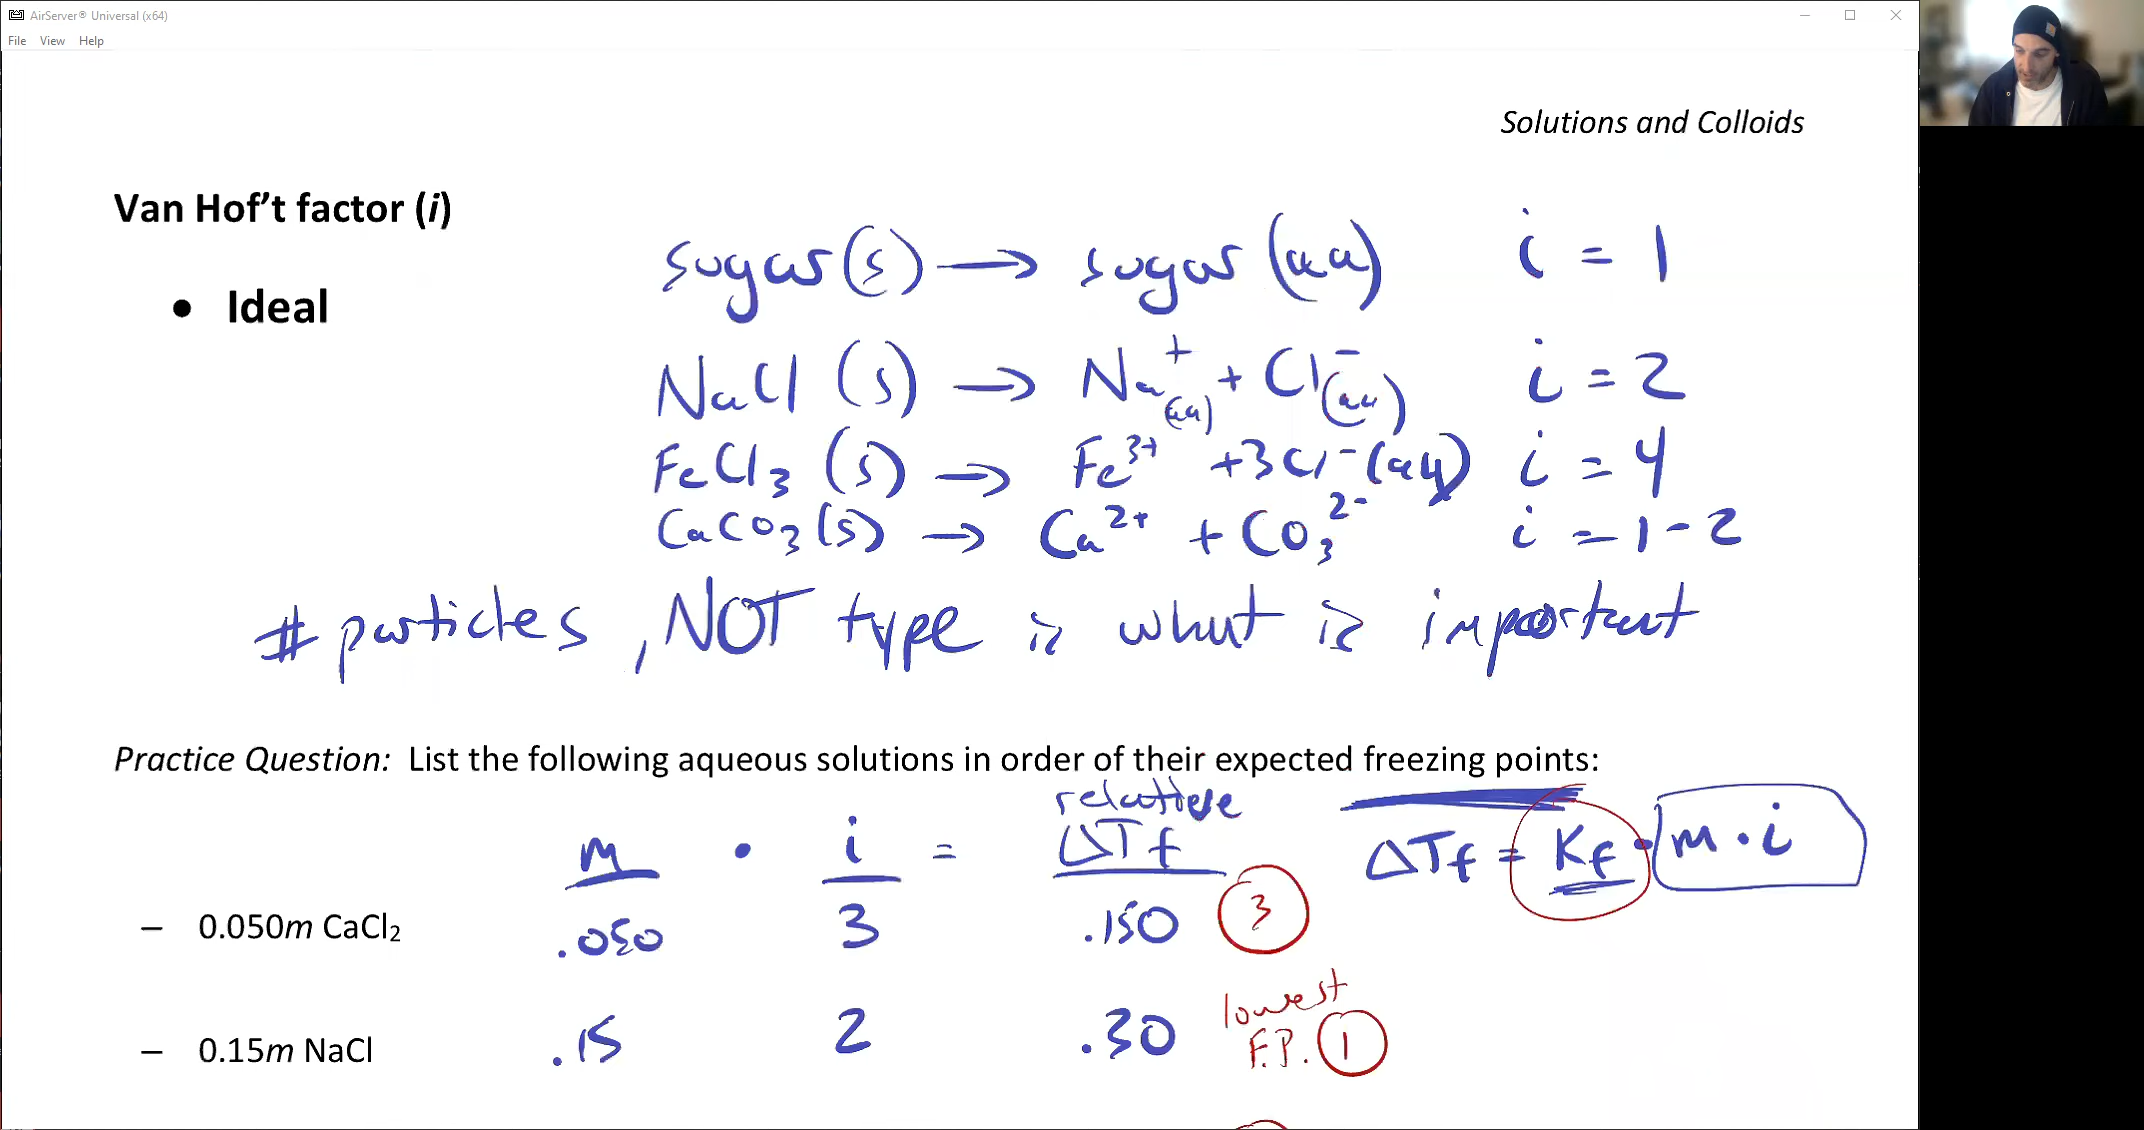 AirServer® Universal (x64)
File View Help
Solutions and Colloids
Van Hof't factor (i)
sugar(s) → sugar (aq) i = 1
• Ideal
NaCl (s) → Na⁺(aq) + Cl⁻(aq) i = 2
FeCl₃ (s) → Fe³⁺ + 3Cl⁻(aq) i = 4
CaCO₃(s) → Ca²⁺ + CO₃²⁻ i = 1-2
# particles, NOT type is what is important
Practice Question: List the following aqueous solutions in order of their expected freezing points:
m · i = relative ΔTf ΔTf = Kf · m · i
– 0.050m CaCl₂ .050 3 .150 3
– 0.15m NaCl .15 2 .30 lowest F.P. 1